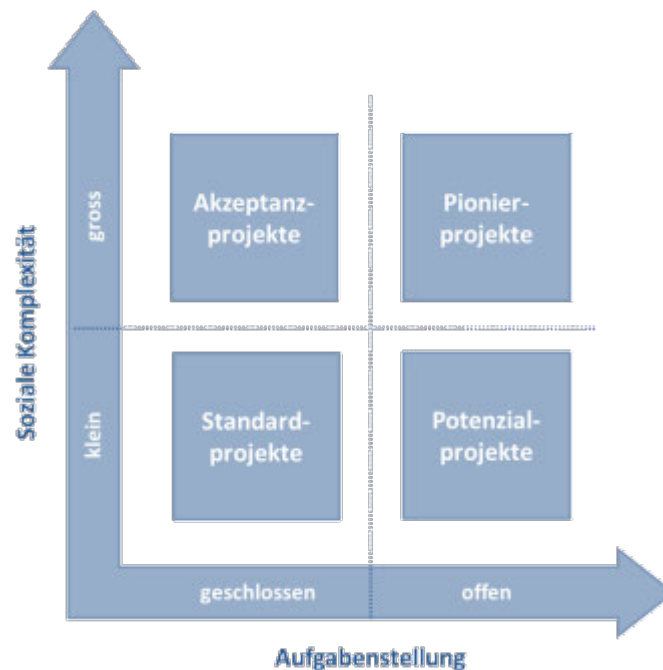 Soziale Komplexität
gross
klein
Akzeptanz-
projekte
Pionier-
projekte
Standard-
projekte
Potenzial-
projekte
geschlossen
offen
Aufgabenstellung